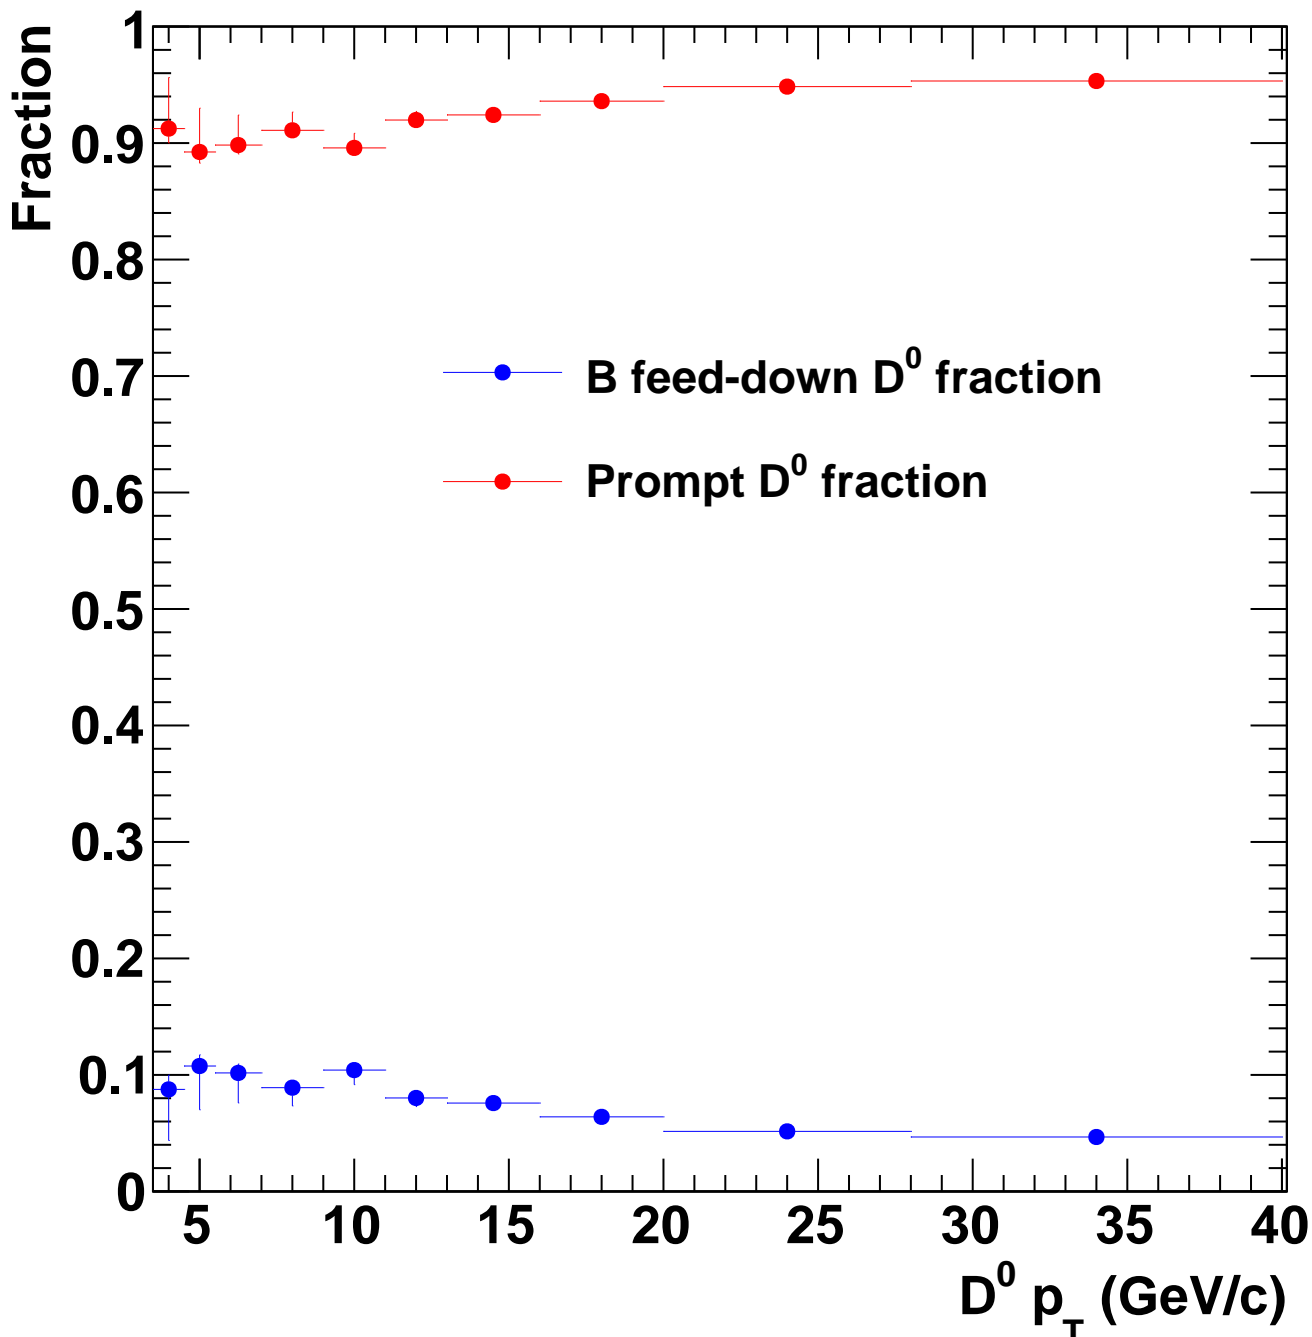 Fraction
1
0.9
0.8
0.7
0.6
0.5
0.4
0.3
0.2
0.1
0
B feed-down D⁰ fraction
Prompt D⁰ fraction
5 10 15 20 25 30 35 40
D⁰ p_T (GeV/c)